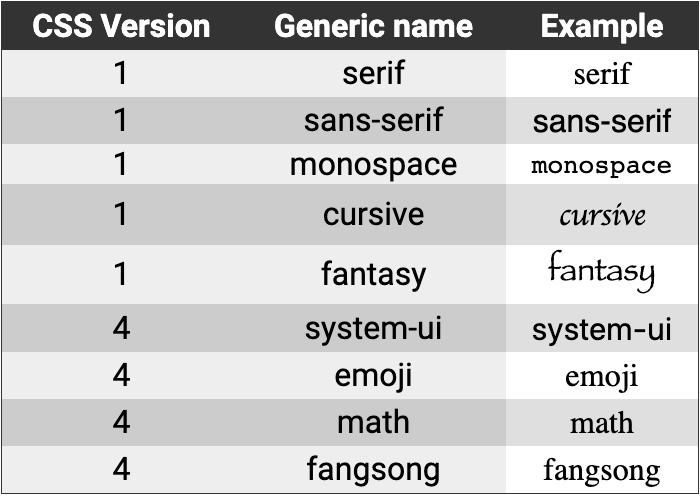 CSS Version Generic name Example
1 serif serif
1 sans-serif sans-serif
1 monospace monospace
1 cursive cursive
1 fantasy fantasy
4 system-ui system-ui
4 emoji emoji
4 math math
4 fangsong fangsong